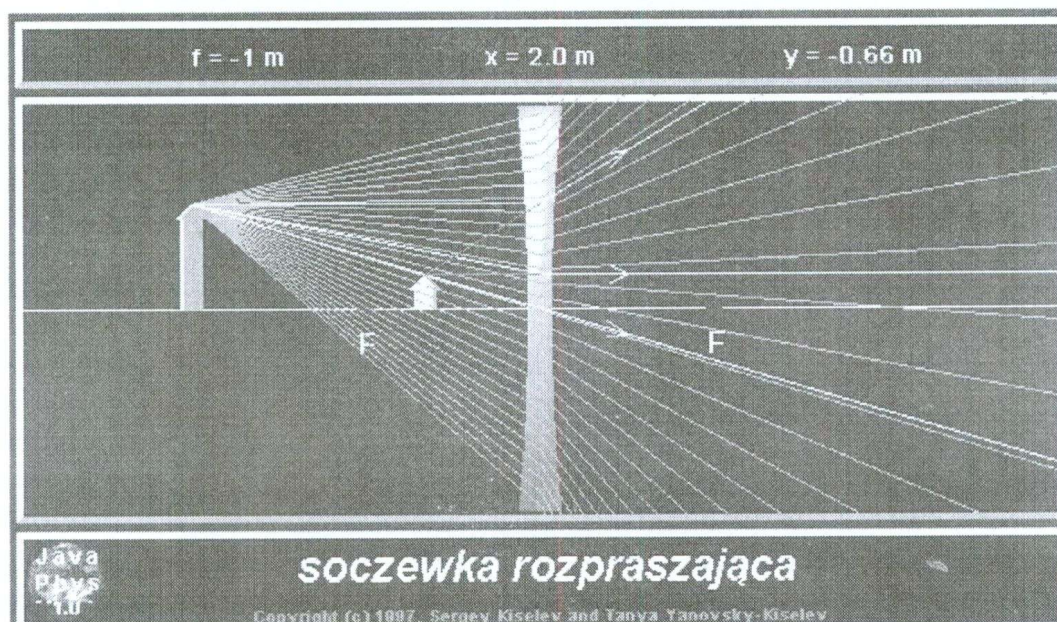 f = -1 m x = 2.0 m y = -0.66 m
F F
Java
Phys
1.0
soczewka rozpraszająca
Copyright (c) 1997, Sergey Kiselev and Tanya Yanovsky-Kiselev